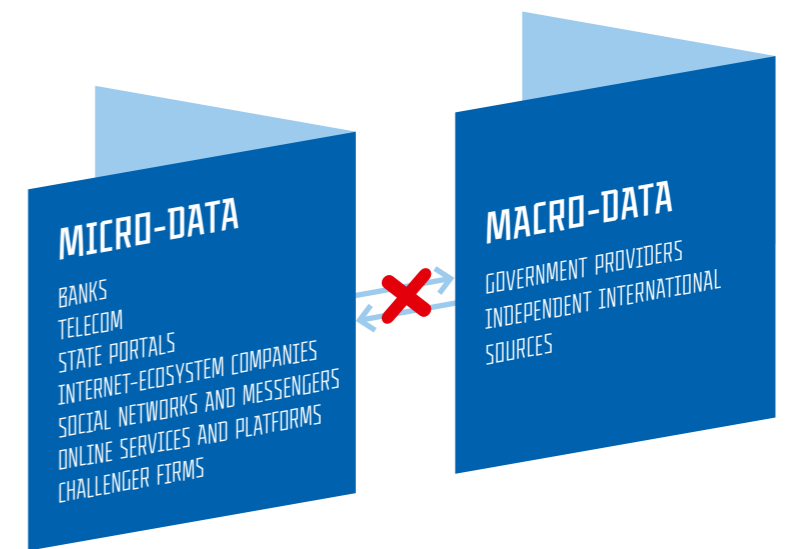 MICRO-DATA
BANKS
TELECOM
STATE PORTALS
INTERNET-ECOSYSTEM COMPANIES
SOCIAL NETWORKS AND MESSENGERS
ONLINE SERVICES AND PLATFORMS
CHALLENGER FIRMS
MACRO-DATA
GOVERNMENT PROVIDERS
INDEPENDENT INTERNATIONAL
SOURCES